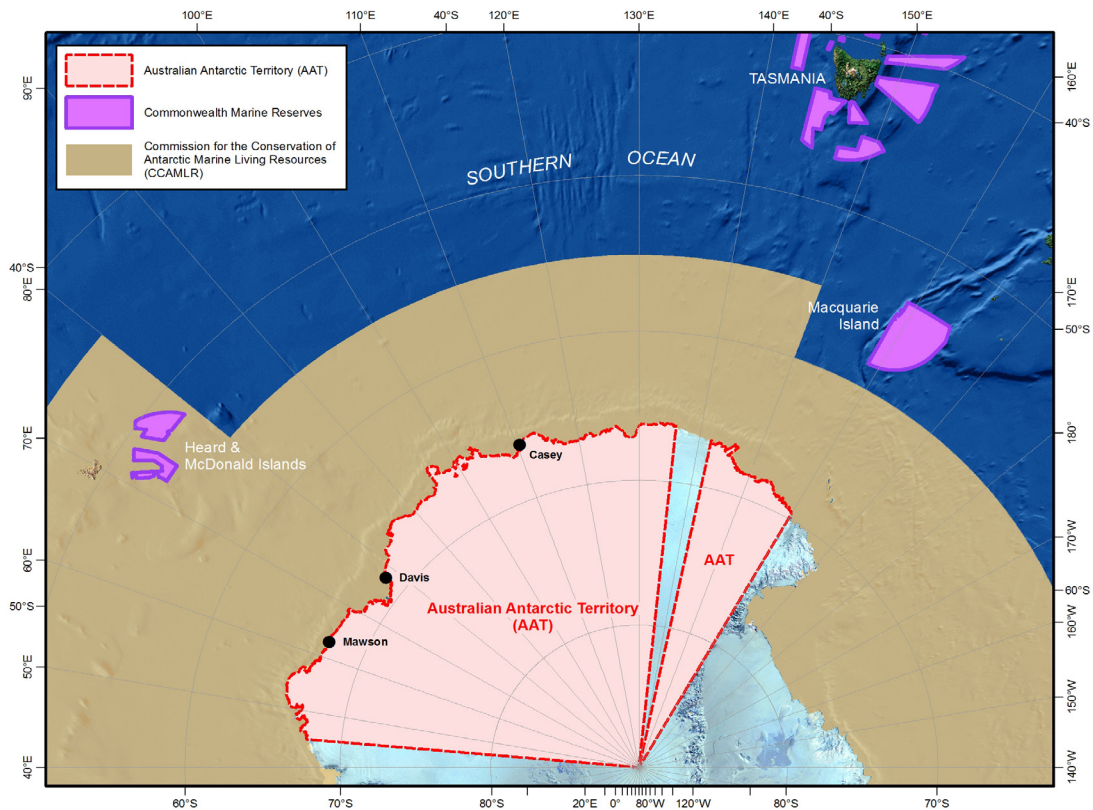 100°E
110°E
40°S
120°E
130°E
140°E
40°S
150°E
Australian Antarctic Territory (AAT)
Commonwealth Marine Reserves
Commission for the Conservation of
Antarctic Marine Living Resources
(CCAMLR)
TASMANIA
SOUTHERN OCEAN
90°E
160°E
40°S
40°S
80°E
170°E
50°S
Macquarie
Island
70°E
180°
Heard &
McDonald Islands
Casey
170°W
60°E
AAT
Davis
60°S
50°S
Australian Antarctic Territory
(AAT)
160°W
Mawson
50°E
150°W
40°E
140°W
60°S
70°S
80°S
20°E
0°
80°W
120°W
80°S
70°S